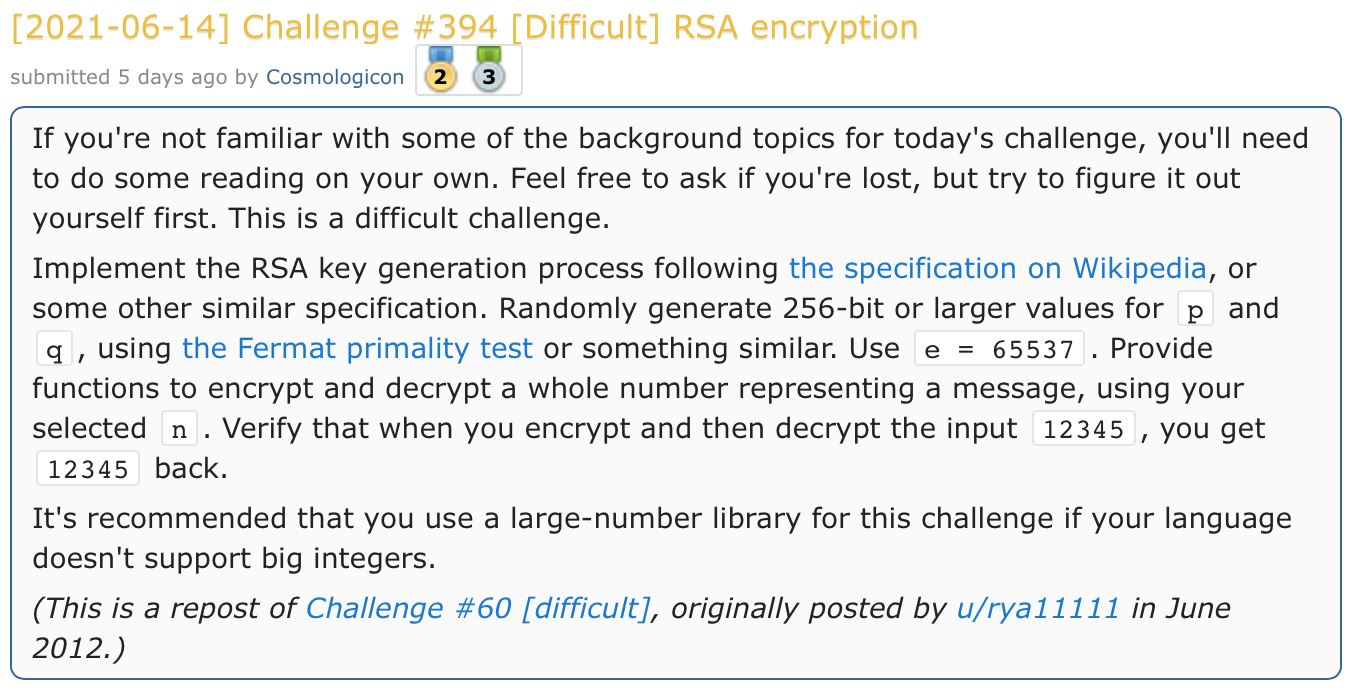 [2021-06-14] Challenge #394 [Difficult] RSA encryption
submitted 5 days ago by Cosmologicon 2 3
If you're not familiar with some of the background topics for today's challenge, you'll need
to do some reading on your own. Feel free to ask if you're lost, but try to figure it out
yourself first. This is a difficult challenge.
Implement the RSA key generation process following the specification on Wikipedia, or
some other similar specification. Randomly generate 256-bit or larger values for p and
q, using the Fermat primality test or something similar. Use e = 65537. Provide
functions to encrypt and decrypt a whole number representing a message, using your
selected n. Verify that when you encrypt and then decrypt the input 12345, you get
12345 back.
It's recommended that you use a large-number library for this challenge if your language
doesn't support big integers.
(This is a repost of Challenge #60 [difficult], originally posted by u/rya11111 in June
2012.)